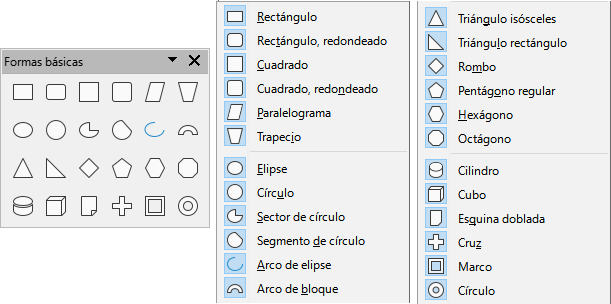 Formas básicas
Rectángulo
Rectángulo, redondeado
Cuadrado
Cuadrado, redondeado
Paralelograma
Trapecio
Elipse
Círculo
Sector de círculo
Segmento de círculo
Arco de elipse
Arco de bloque
Triángulo isósceles
Triángulo rectángulo
Rombo
Pentágono regular
Hexágono
Octágono
Cilindro
Cubo
Esquina doblada
Cruz
Marco
Círculo